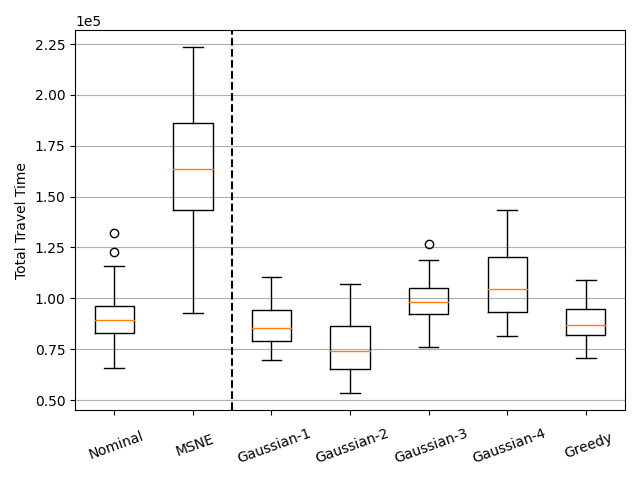 1e5
2.25
2.00
1.75
1.50
1.25
1.00
0.75
0.50
Total Travel Time
Nominal
MSNE
Gaussian-1
Gaussian-2
Gaussian-3
Gaussian-4
Greedy